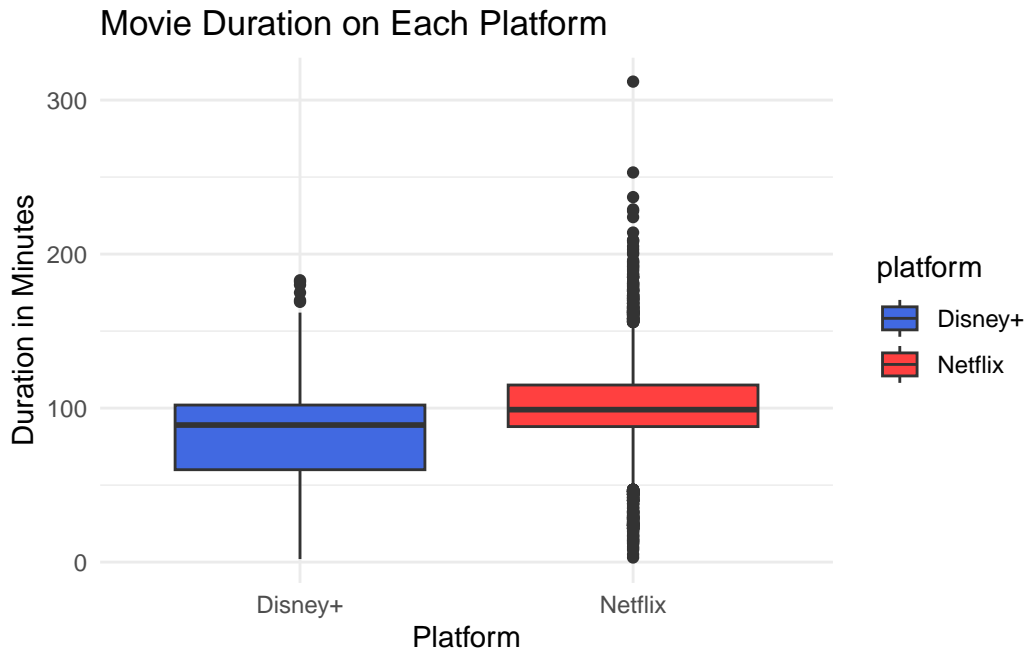 Movie Duration on Each Platform
Duration in Minutes
300
200
100
0
Disney+
Netflix
Platform
platform
Disney+
Netflix